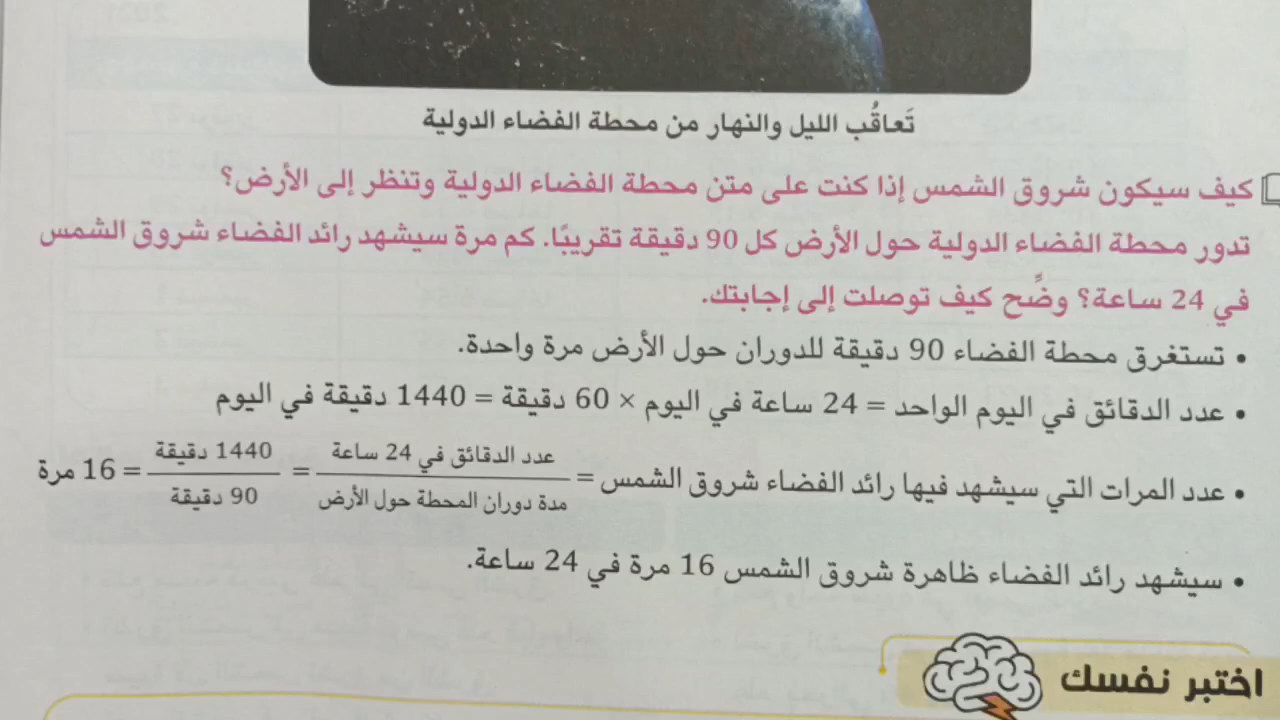 تَعاقُب الليل والنهار من محطة الفضاء الدولية
كيف سيكون شروق الشمس إذا كنت على متن محطة الفضاء الدولية وتنظر إلى الأرض؟
تدور محطة الفضاء الدولية حول الأرض كل 90 دقيقة تقريبًا. كم مرة سيشهد رائد الفضاء شروق الشمس
في 24 ساعة؟ وضِّح كيف توصلت إلى إجابتك.
• تستغرق محطة الفضاء 90 دقيقة للدوران حول الأرض مرة واحدة.
• عدد الدقائق في اليوم الواحد = 24 ساعة في اليوم × 60 دقيقة = 1440 دقيقة في اليوم
• عدد المرات التي سيشهد فيها رائد الفضاء شروق الشمس = عدد الدقائق في 24 ساعة / مدة دوران المحطة حول الأرض = 1440 دقيقة / 90 دقيقة = 16 مرة
• سيشهد رائد الفضاء ظاهرة شروق الشمس 16 مرة في 24 ساعة.
اختبر نفسك